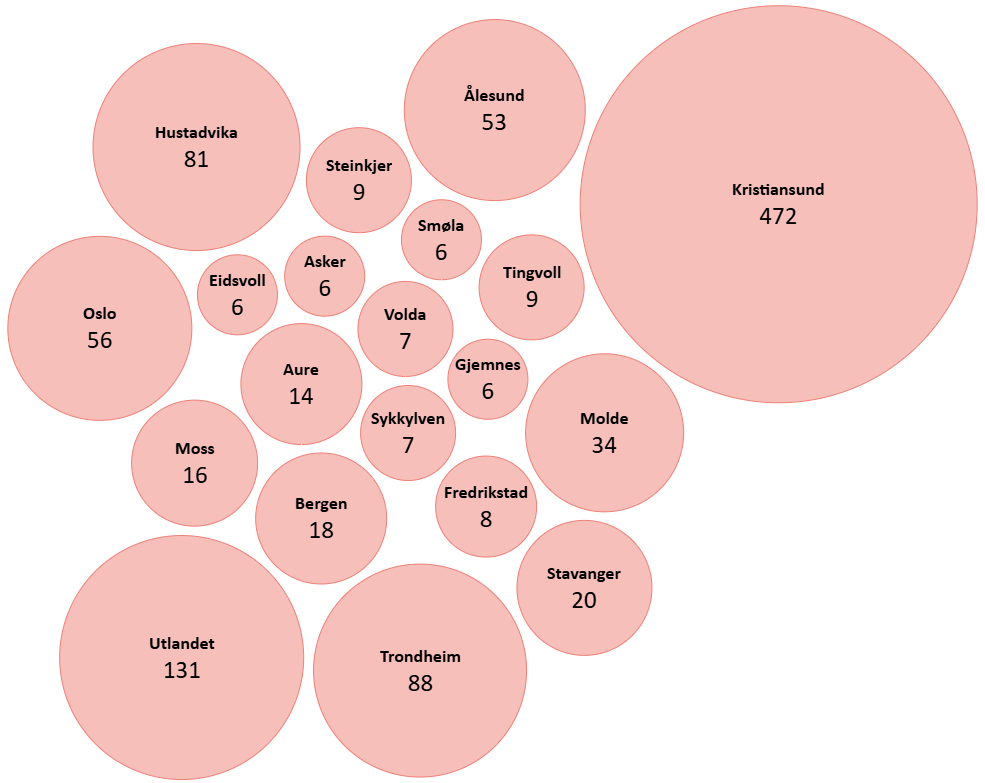 Ålesund
53
Hustadvika
81
Steinkjer
9
Kristiansund
472
Smøla
6
Asker
6
Eidsvoll
6
Tingvoll
9
Oslo
56
Volda
7
Gjemnes
6
Aure
14
Sykkylven
7
Molde
34
Moss
16
Bergen
18
Fredrikstad
8
Stavanger
20
Utlandet
131
Trondheim
88